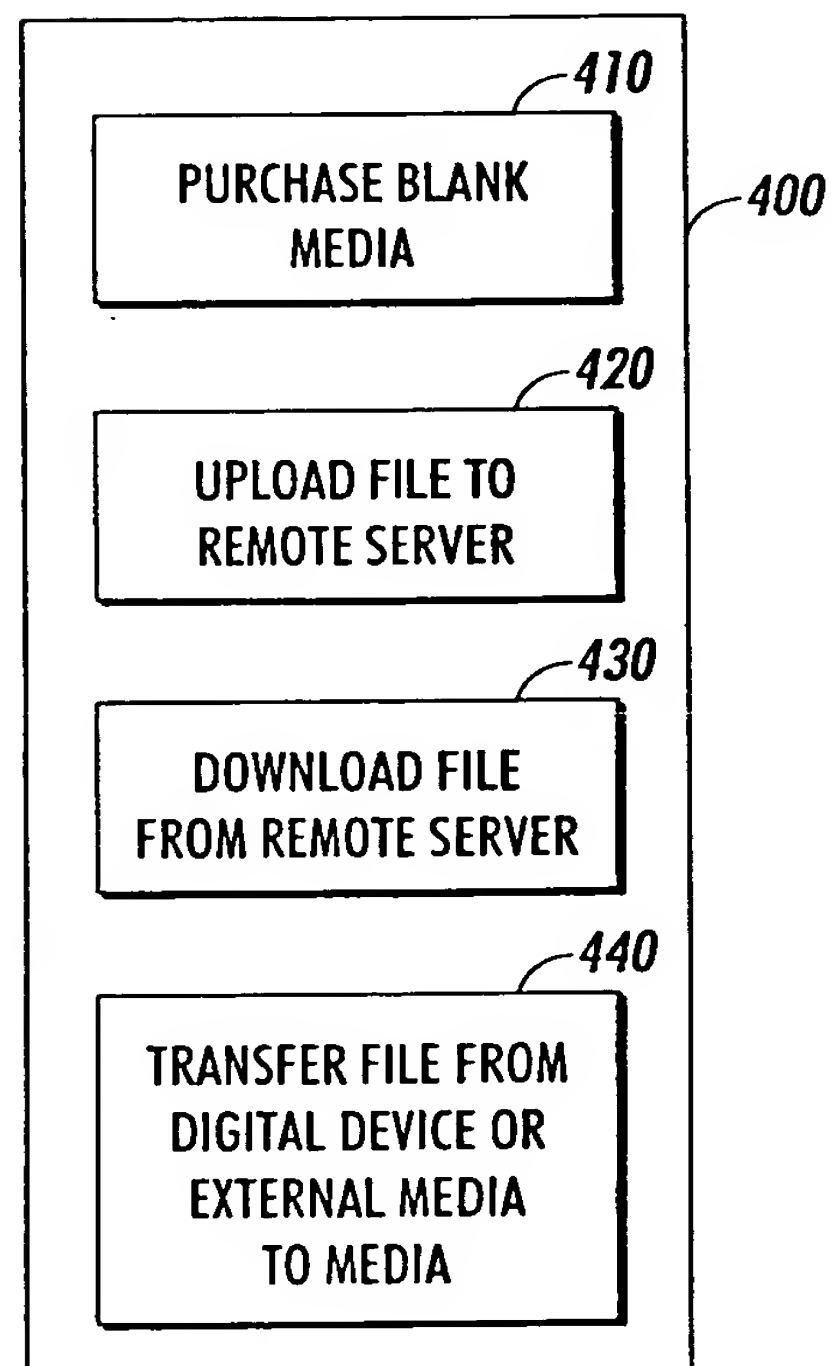 410
PURCHASE BLANK
MEDIA
400
420
UPLOAD FILE TO
REMOTE SERVER
430
DOWNLOAD FILE
FROM REMOTE SERVER
440
TRANSFER FILE FROM
DIGITAL DEVICE OR
EXTERNAL MEDIA
TO MEDIA